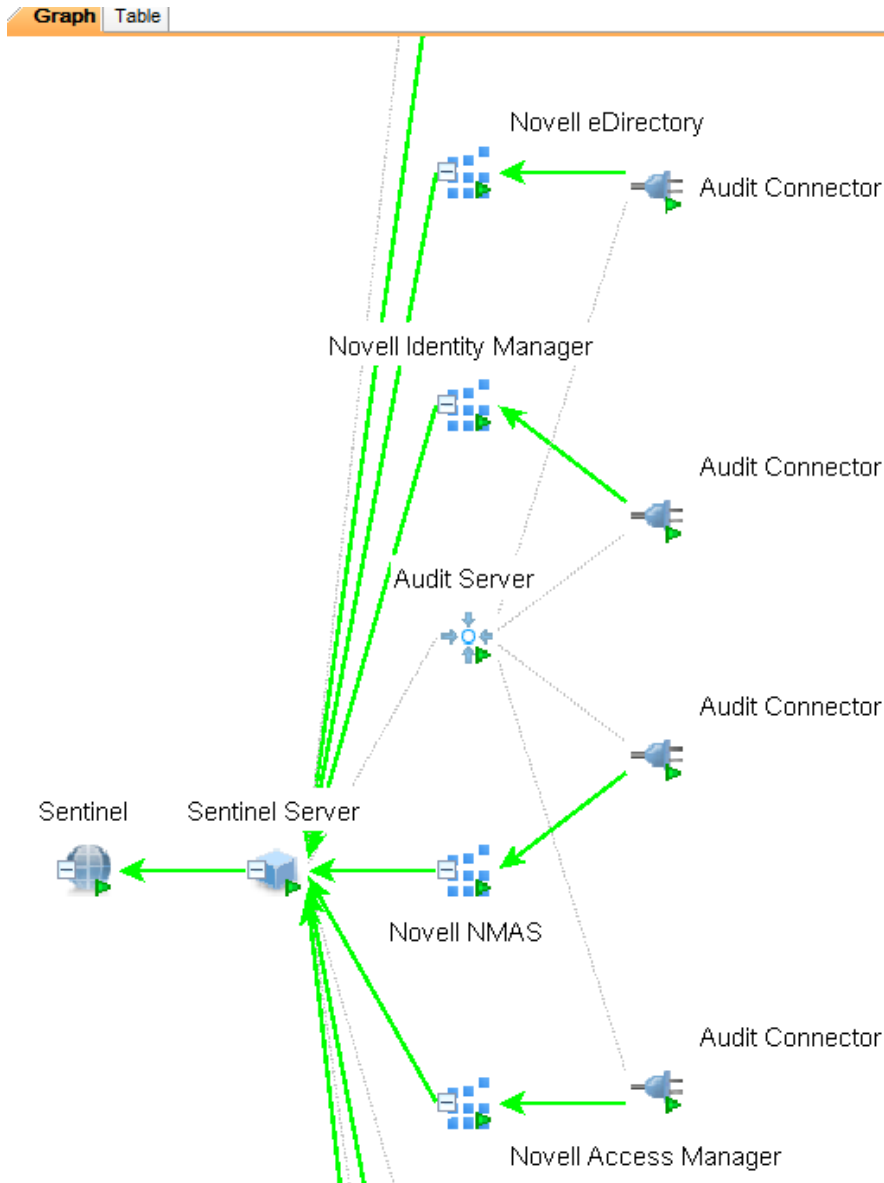 Graph Table
Novell eDirectory
Audit Connector
Novell Identity Manager
Audit Connector
Audit Server
Audit Connector
Sentinel
Sentinel Server
Novell NMAS
Audit Connector
Novell Access Manager